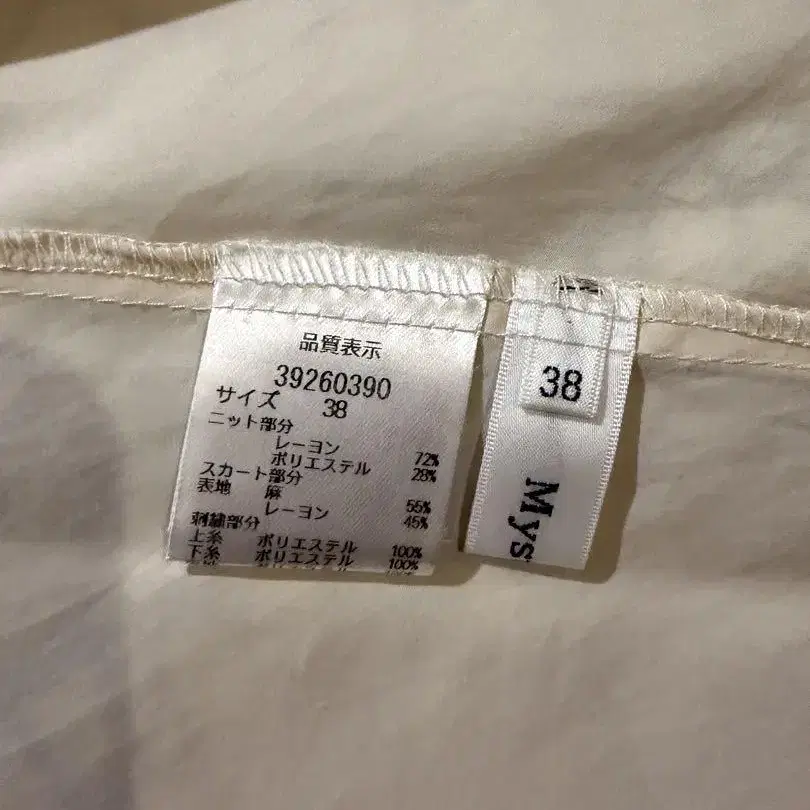 品質表示
39260390
サイズ 38
ニット部分
レーヨン 72%
ポリエステル 28%
スカート部分
表地 麻 55%
レーヨン 45%
刺繍部分
上糸 ポリエステル 100%
下糸 ポリエステル 100%
38
Mys